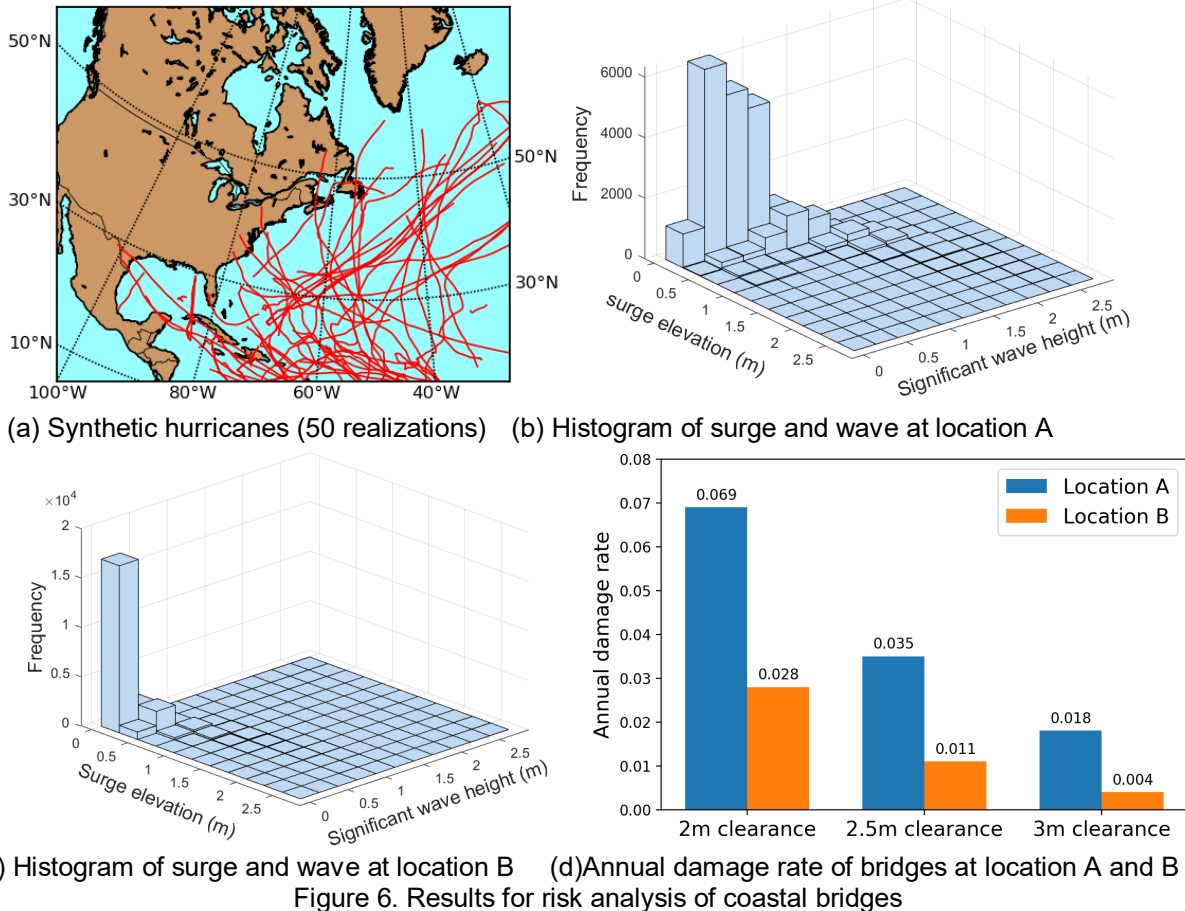 50°N
30°N
10°N
100°W 80°W 60°W 40°W
50°N
30°N
(a) Synthetic hurricanes (50 realizations)
Frequency
6000
4000
2000
0
0 0.5 1 1.5 2 2.5
surge elevation (m)
0 0.5 1 1.5 2 2.5
Significant wave height (m)
(b) Histogram of surge and wave at location A
×10⁴
Frequency
2
1.5
1
0.5
0
0 0.5 1 1.5 2 2.5
Surge elevation (m)
0 0.5 1 1.5 2 2.5
Significant wave height (m)
) Histogram of surge and wave at location B
Annual damage rate
0.08
0.07
0.06
0.05
0.04
0.03
0.02
0.01
0.00
Location A
Location B
0.069
0.028
0.035
0.011
0.018
0.004
2m clearance 2.5m clearance 3m clearance
(d)Annual damage rate of bridges at location A and B
Figure 6. Results for risk analysis of coastal bridges